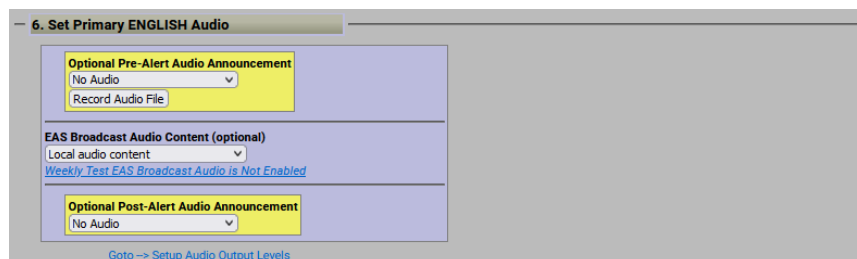 6. Set Primary ENGLISH Audio
Optional Pre-Alert Audio Announcement
No Audio
Record Audio File
EAS Broadcast Audio Content (optional)
Local audio content
Weekly Test EAS Broadcast Audio is Not Enabled
Optional Post-Alert Audio Announcement
No Audio
Goto --> Setup Audio Output Levels